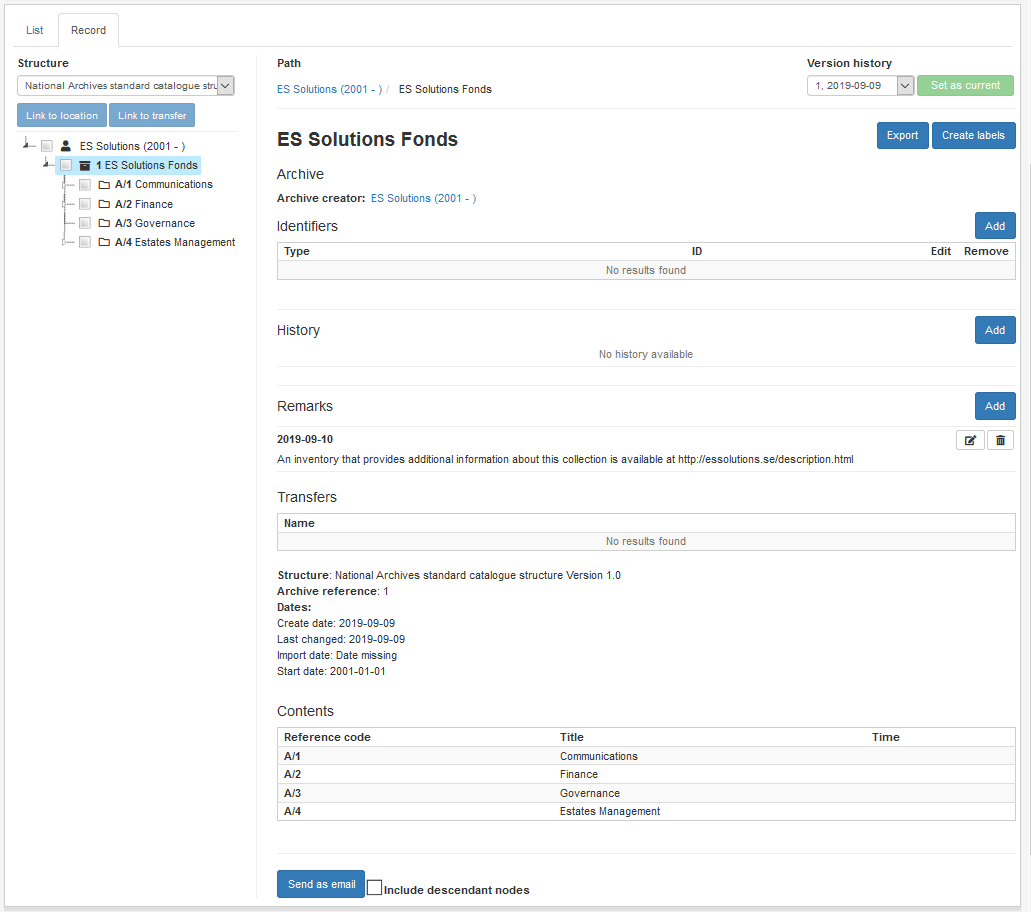 List
Record
Structure
National Archives standard catalogue stru
Link to location
Link to transfer
ES Solutions (2001 - )
1 ES Solutions Fonds
A/1 Communications
A/2 Finance
A/3 Governance
A/4 Estates Management
Path
ES Solutions (2001 - ) / ES Solutions Fonds
Version history
1, 2019-09-09
Set as current
ES Solutions Fonds
Export
Create labels
Archive
Archive creator: ES Solutions (2001 - )
Identifiers
Add
Type ID Edit Remove
No results found
History
Add
No history available
Remarks
Add
2019-09-10
An inventory that provides additional information about this collection is available at http://essolutions.se/description.html
Transfers
Name
No results found
Structure: National Archives standard catalogue structure Version 1.0
Archive reference: 1
Dates:
Create date: 2019-09-09
Last changed: 2019-09-09
Import date: Date missing
Start date: 2001-01-01
Contents
Reference code Title Time
A/1 Communications
A/2 Finance
A/3 Governance
A/4 Estates Management
Send as email
Include descendant nodes